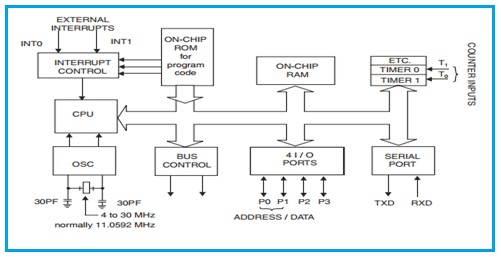 EXTERNAL
INTERRUPTS
INT0
INT1
INTERRUPT
CONTROL
ON-CHIP
ROM
for
program
code
ON-CHIP
RAM
ETC.
TIMER 0
TIMER 1
T₁
T₀
COUNTER INPUTS
CPU
OSC
BUS
CONTROL
4 I / O
PORTS
SERIAL
PORT
30PF
30PF
4 to 30 MHz
normally 11.0592 MHz
P0 P1 P2 P3
ADDRESS / DATA
TXD RXD